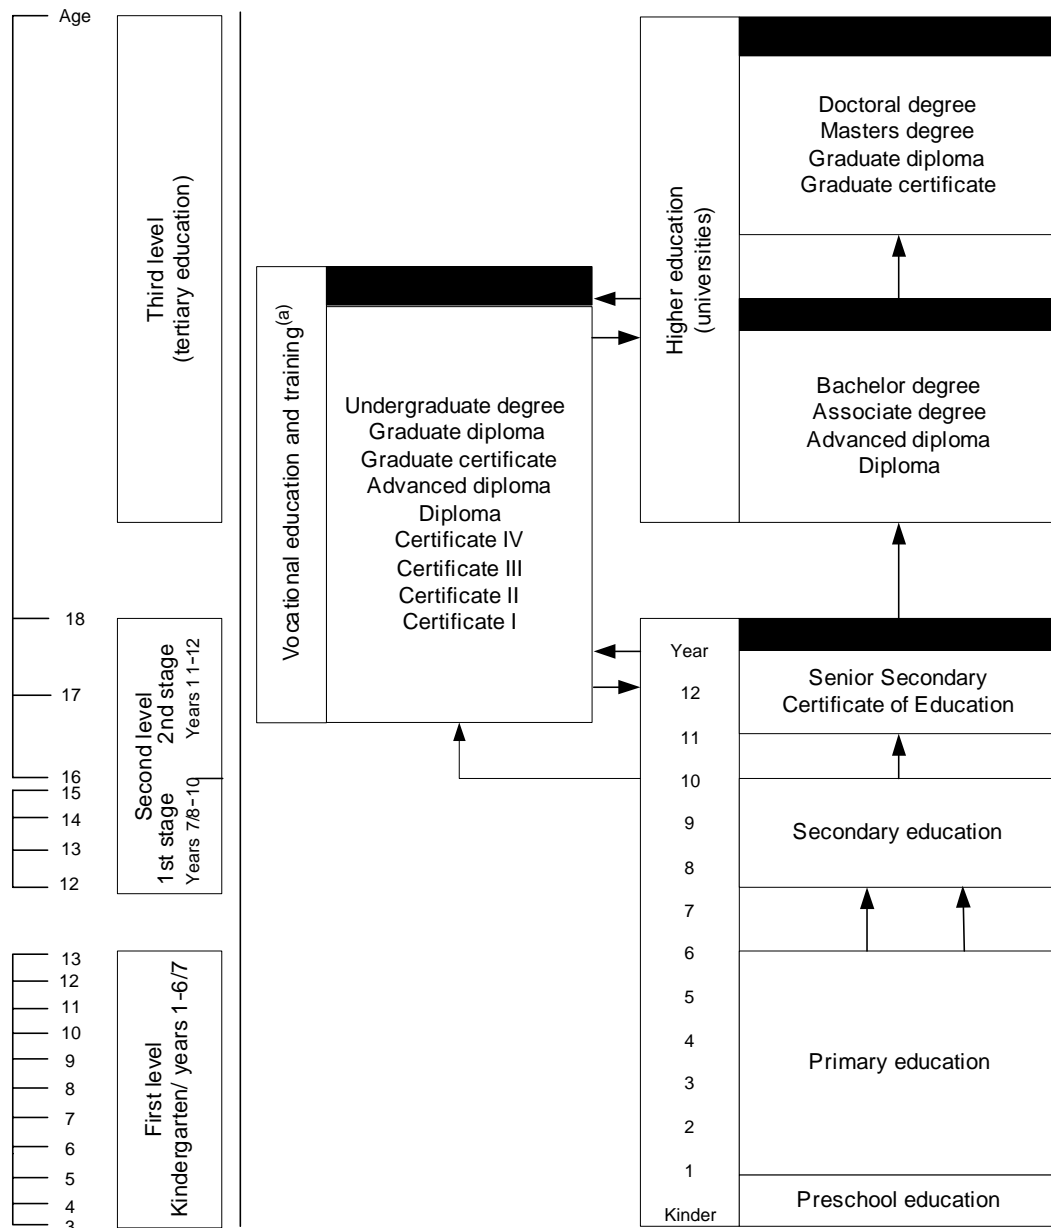 Age
18
17
16
15
14
13
12
13
12
11
10
9
8
7
6
5
4
3
Third level
(tertiary education)
Second level
1st stage 2nd stage
Years 7/8-10 Years 11-12
First level
Kindergarten/ years 1-6/7
Vocational education and training(a)
Undergraduate degree
Graduate diploma
Graduate certificate
Advanced diploma
Diploma
Certificate IV
Certificate III
Certificate II
Certificate I
Higher education
(universities)
Doctoral degree
Masters degree
Graduate diploma
Graduate certificate
Bachelor degree
Associate degree
Advanced diploma
Diploma
Year
12
11
10
9
8
7
6
5
4
3
2
1
Kinder
Senior Secondary
Certificate of Education
Secondary education
Primary education
Preschool education